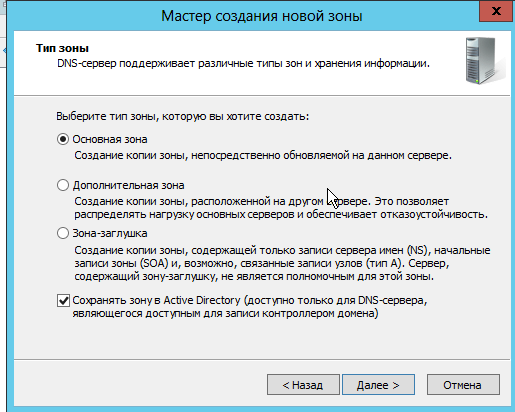 Мастер создания новой зоны
x
Тип зоны
DNS-сервер поддерживает различные типы зон и хранения информации.
Выберите тип зоны, которую вы хотите создать:
Основная зона
Создание копии зоны, непосредственно обновляемой на данном сервере.
Дополнительная зона
Создание копии зоны, расположенной на другом сервере. Это позволяет
распределять нагрузку основных серверов и обеспечивает отказоустойчивость.
Зона-заглушка
Создание копии зоны, содержащей только записи сервера имен (NS), начальные
записи зоны (SOA) и, возможно, связанные записи узлов (тип A). Сервер,
содержащий зону-заглушку, не является полномочным для этой зоны.
Сохранять зону в Active Directory (доступно только для DNS-сервера,
являющегося доступным для записи контроллером домена)
< Назад
Далее >
Отмена